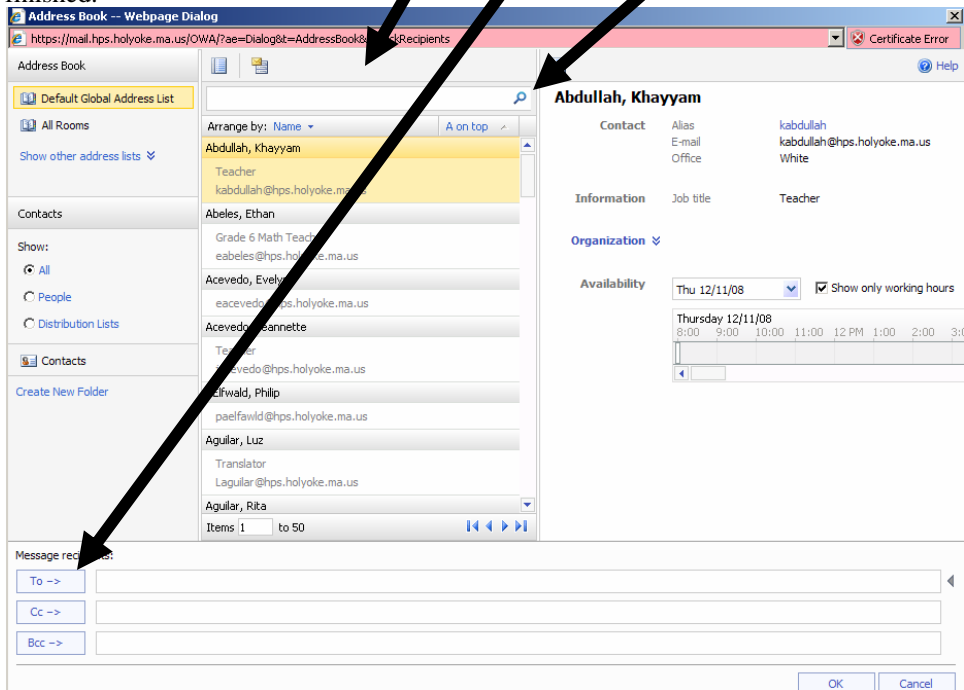 finished.
Address Book -- Webpage Dialog
https://mail.hps.holyoke.ma.us/OWA/?ae=Dialog&t=AddressBook& Recipients
Certificate Error
Address Book
Help
Default Global Address List
All Rooms
Show other address lists
Contacts
Show:
All
People
Distribution Lists
Contacts
Create New Folder
Arrange by: Name
A on top
Abdullah, Khayyam
Teacher
kabdullah@hps.holyoke.ma.us
Abeles, Ethan
Grade 6 Math Teacher
eabeles@hps.holyoke.ma.us
Acevedo, Evelyn
eacevedo@hps.holyoke.ma.us
Acevedo, Jeannette
Teacher
jacevedo@hps.holyoke.ma.us
Aelfwald, Philip
paelfawld@hps.holyoke.ma.us
Aguilar, Luz
Translator
Laguilar@hps.holyoke.ma.us
Aguilar, Rita
Items 1 to 50
Abdullah, Khayyam
Contact
Alias kabdullah
E-mail kabdullah@hps.holyoke.ma.us
Office White
Information
Job title Teacher
Organization
Availability
Thu 12/11/08
Show only working hours
Thursday 12/11/08
8:00 9:00 10:00 11:00 12 PM 1:00 2:00 3:0
Message recipients:
To ->
Cc ->
Bcc ->
OK Cancel